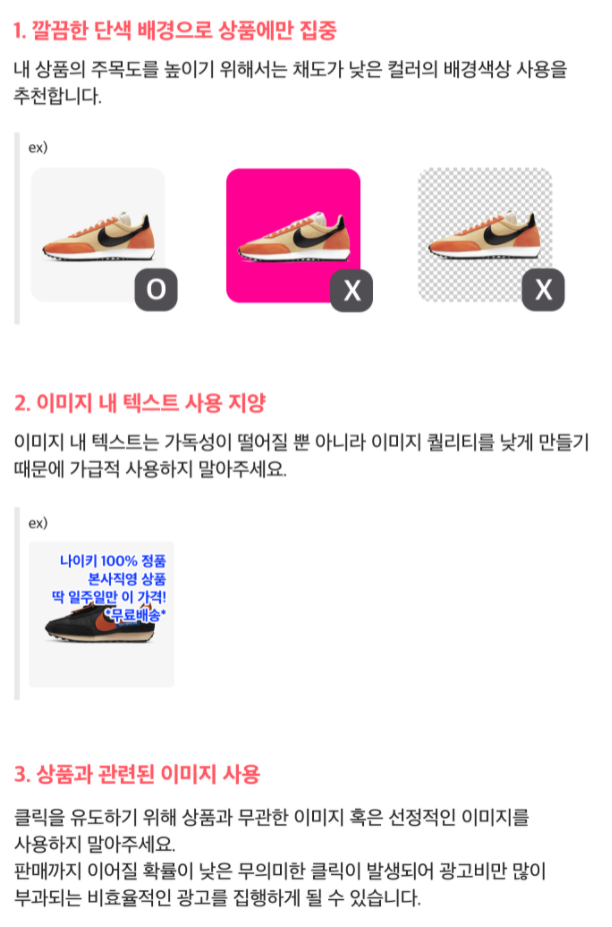 1. 깔끔한 단색 배경으로 상품에만 집중
내 상품의 주목도를 높이기 위해서는 채도가 낮은 컬러의 배경색상 사용을
추천합니다.
ex)
O
X
X
2. 이미지 내 텍스트 사용 지양
이미지 내 텍스트는 가독성이 떨어질 뿐 아니라 이미지 퀄리티를 낮게 만들기
때문에 가급적 사용하지 말아주세요.
ex)
나이키 100% 정품
본사직영 상품
딱 일주일만 이 가격!
*무료배송*
3. 상품과 관련된 이미지 사용
클릭을 유도하기 위해 상품과 무관한 이미지 혹은 선정적인 이미지를
사용하지 말아주세요.
판매까지 이어질 확률이 낮은 무의미한 클릭이 발생되어 광고비만 많이
부과되는 비효율적인 광고를 집행하게 될 수 있습니다.